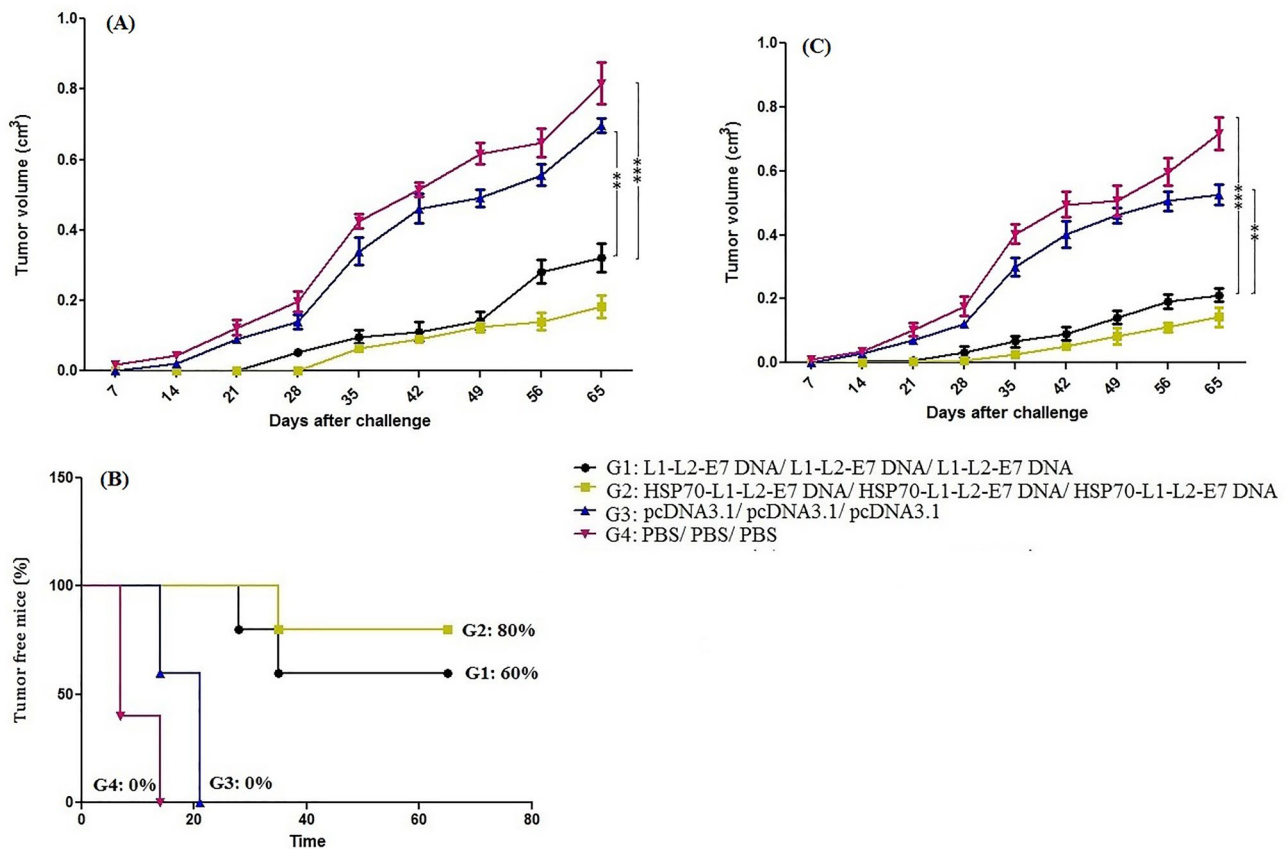 (A)
1.0
0.8
0.6
0.4
0.2
0.0
Tumor volume (cm3)
7 14 21 28 35 42 49 56 65
Days after challenge
**
***
(C)
1.0
0.8
0.6
0.4
0.2
0.0
Tumor volume (cm3)
7 14 21 28 35 42 49 56 65
Days after challenge
***
**
(B)
150
100
50
0
Tumor free mice (%)
G2: 80%
G1: 60%
G4: 0%
G3: 0%
0 20 40 60 80
Time
G1: L1-L2-E7 DNA/ L1-L2-E7 DNA/ L1-L2-E7 DNA
G2: HSP70-L1-L2-E7 DNA/ HSP70-L1-L2-E7 DNA/ HSP70-L1-L2-E7 DNA
G3: pcDNA3.1/ pcDNA3.1/ pcDNA3.1
G4: PBS/ PBS/ PBS